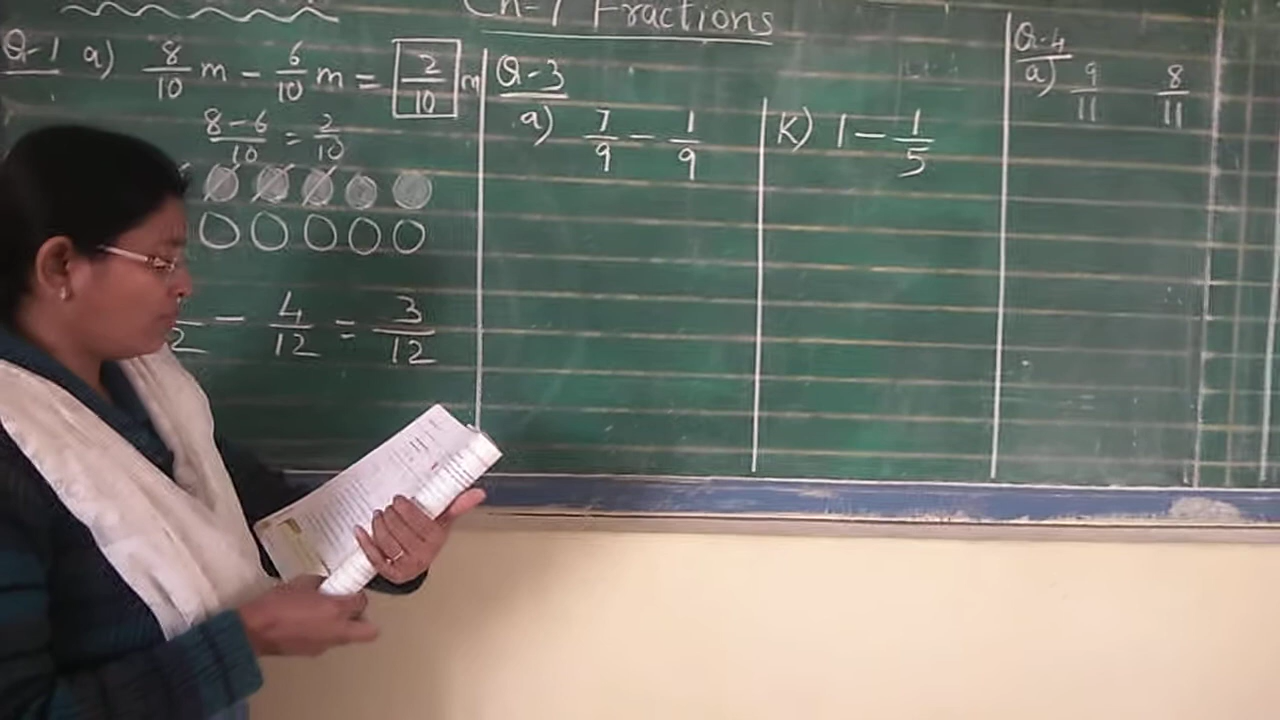 Ch-7 Fractions
Q-1 a) 8/10 m - 6/10 m = 2/10 m
8-6/10 = 2/10
- 4/12 = 3/12
Q-3
a) 7/9 - 1/9
K) 1 - 1/5
Q-4
a) 9/11 8/11